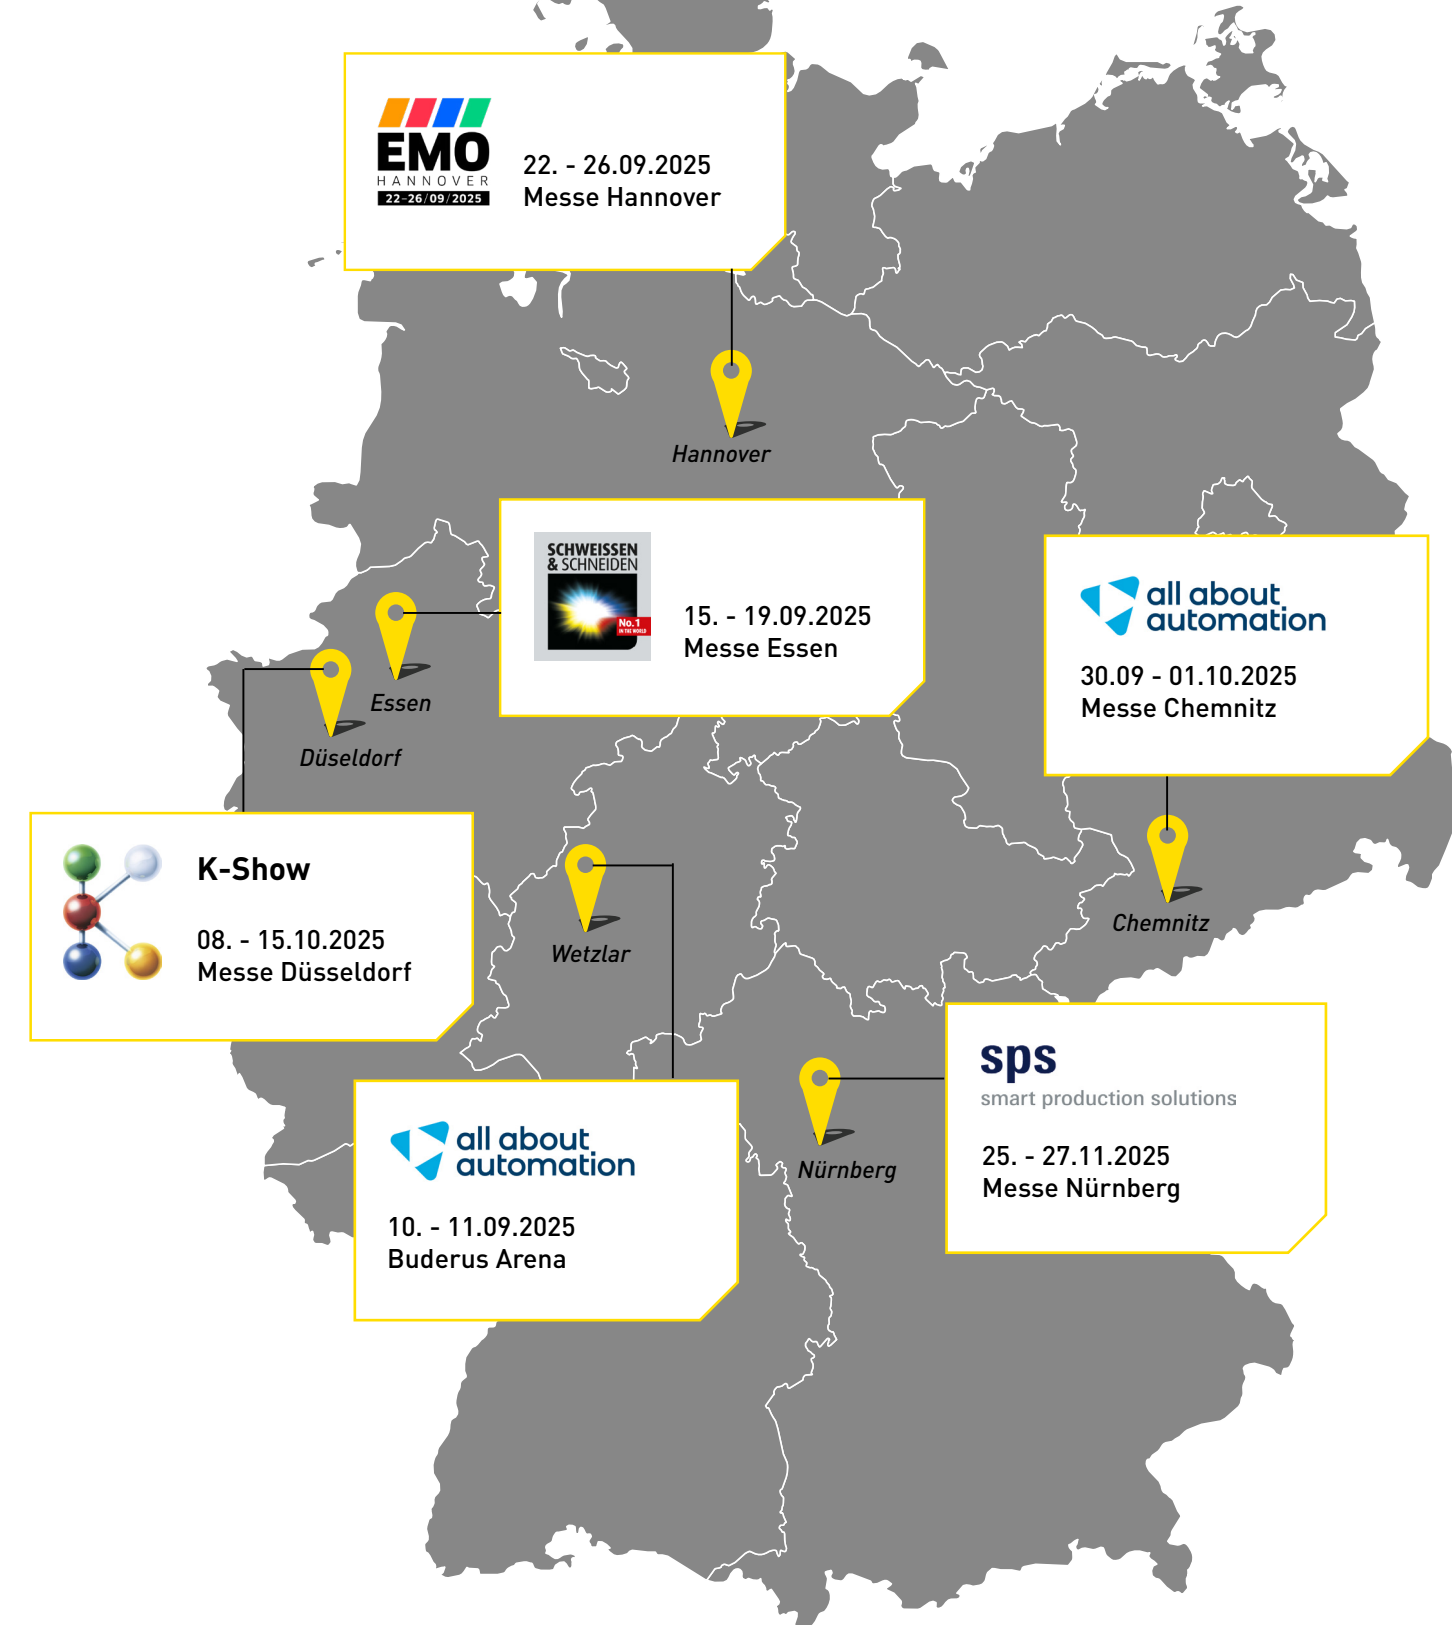 EMO
HANNOVER
22-26/09/2025
22. - 26.09.2025
Messe Hannover
Hannover
SCHWEISSEN
& SCHNEIDEN
No.1
IN THE WORLD
15. - 19.09.2025
Messe Essen
all about
automation
30.09 - 01.10.2025
Messe Chemnitz
Essen
Düseldorf
K-Show
08. - 15.10.2025
Messe Düsseldorf
Wetzlar
Chemnitz
sps
smart production solutions
25. - 27.11.2025
Messe Nürnberg
Nürnberg
all about
automation
10. - 11.09.2025
Buderus Arena